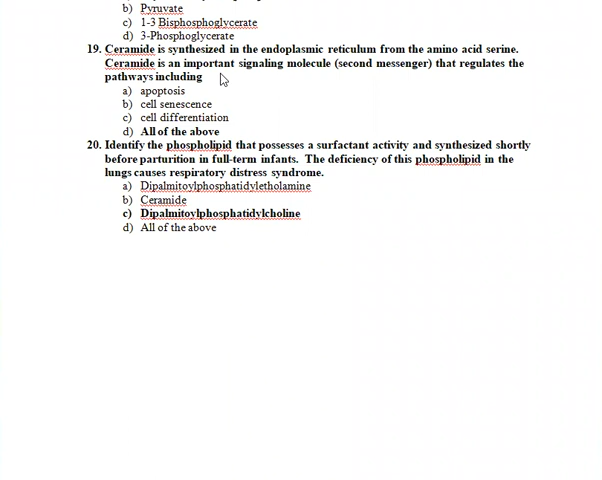 b) Pyruvate
c) 1-3 Bisphosphoglycerate
d) 3-Phosphoglycerate
19. Ceramide is synthesized in the endoplasmic reticulum from the amino acid serine.
Ceramide is an important signaling molecule (second messenger) that regulates the
pathways including
a) apoptosis
b) cell senescence
c) cell differentiation
d) All of the above
20. Identify the phospholipid that possesses a surfactant activity and synthesized shortly
before parturition in full-term infants. The deficiency of this phospholipid in the
lungs causes respiratory distress syndrome.
a) Dipalmitoylphosphatidyletholamine
b) Ceramide
c) Dipalmitoylphosphatidylcholine
d) All of the above